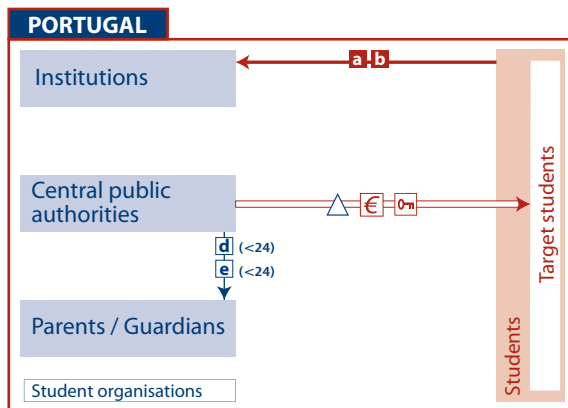 PORTUGAL
Institutions
a b
Central public
authorities
€
d (<24)
e (<24)
Parents / Guardians
Student organisations
Students
Target students